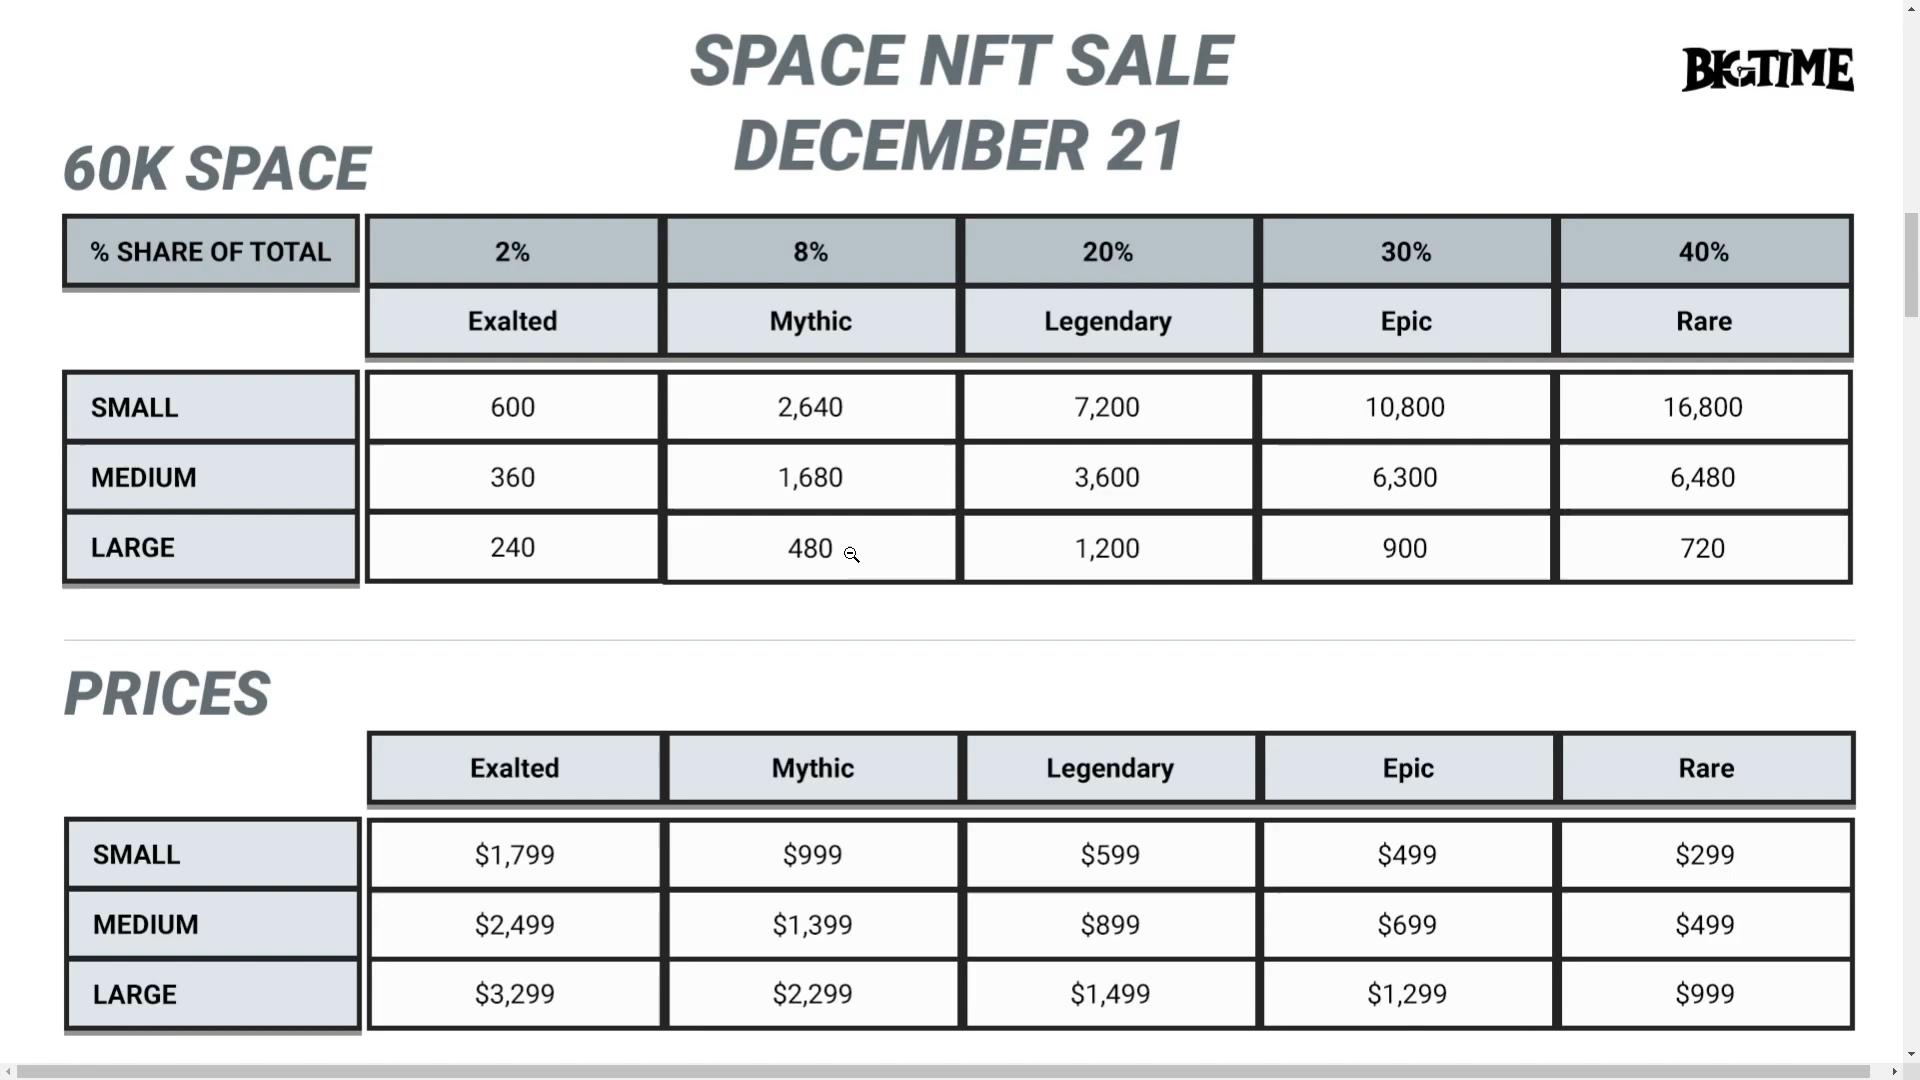 SPACE NFT SALE
DECEMBER 21
BIGTIME
60K SPACE
% SHARE OF TOTAL 2% 8% 20% 30% 40%
Exalted Mythic Legendary Epic Rare
SMALL 600 2,640 7,200 10,800 16,800
MEDIUM 360 1,680 3,600 6,300 6,480
LARGE 240 480 1,200 900 720
PRICES
Exalted Mythic Legendary Epic Rare
SMALL $1,799 $999 $599 $499 $299
MEDIUM $2,499 $1,399 $899 $699 $499
LARGE $3,299 $2,299 $1,499 $1,299 $999